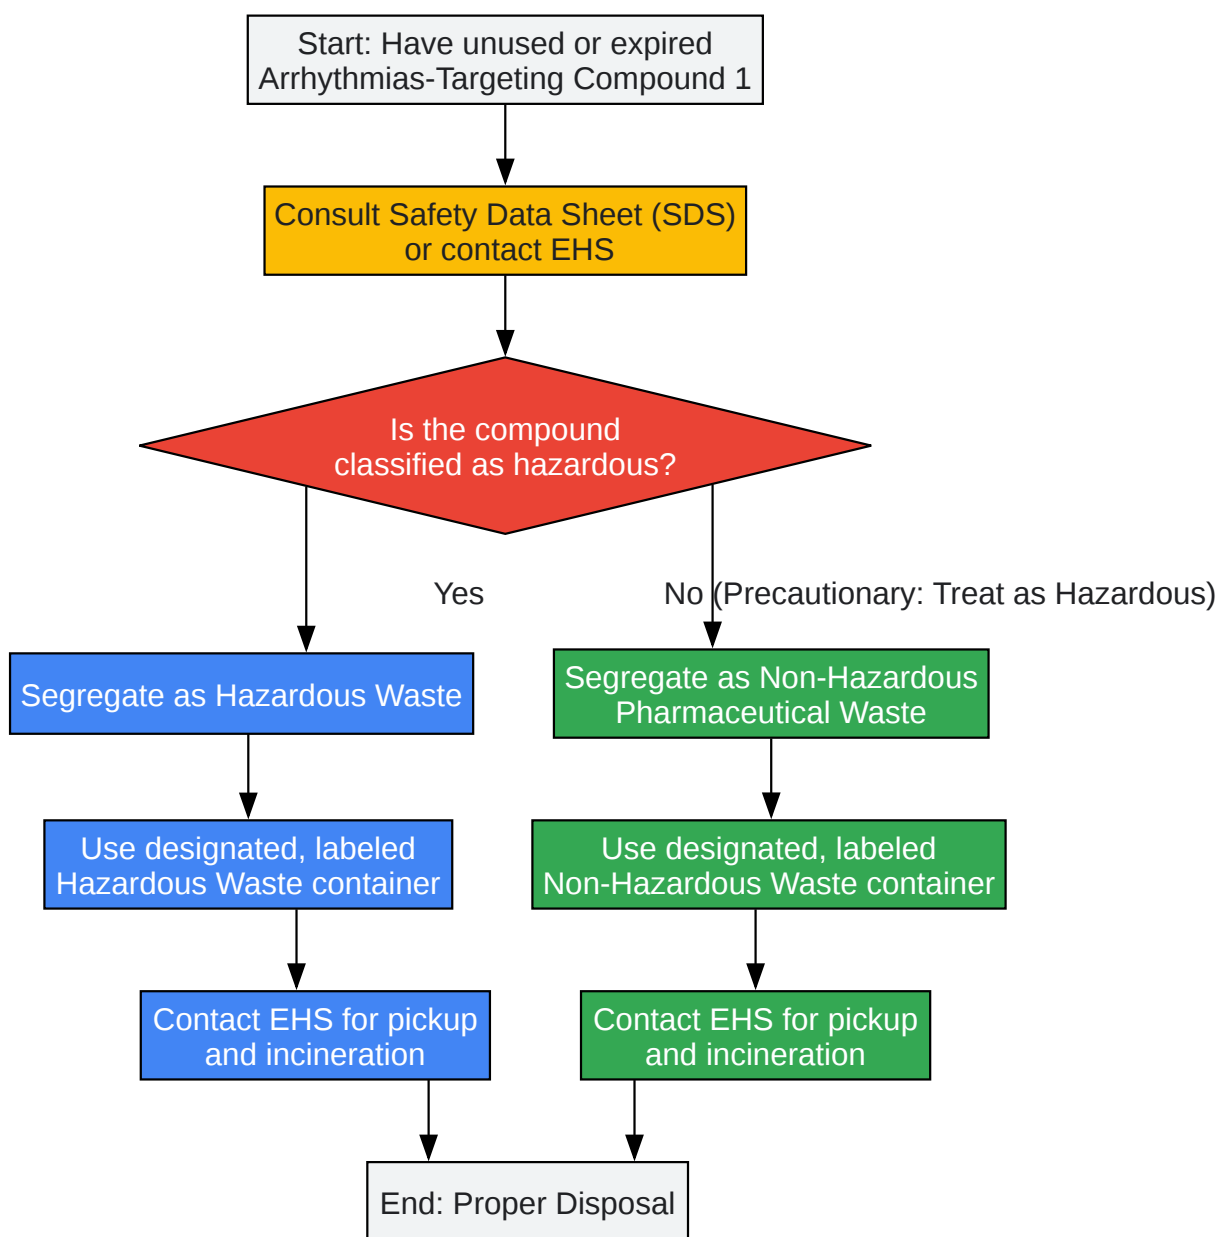 Start: Have unused or expired
Arrhythmias-Targeting Compound 1
Consult Safety Data Sheet (SDS)
or contact EHS
Is the compound
classified as hazardous?
Yes
No (Precautionary: Treat as Hazardous)
Segregate as Hazardous Waste
Segregate as Non-Hazardous
Pharmaceutical Waste
Use designated, labeled
Hazardous Waste container
Use designated, labeled
Non-Hazardous Waste container
Contact EHS for pickup
and incineration
Contact EHS for pickup
and incineration
End: Proper Disposal